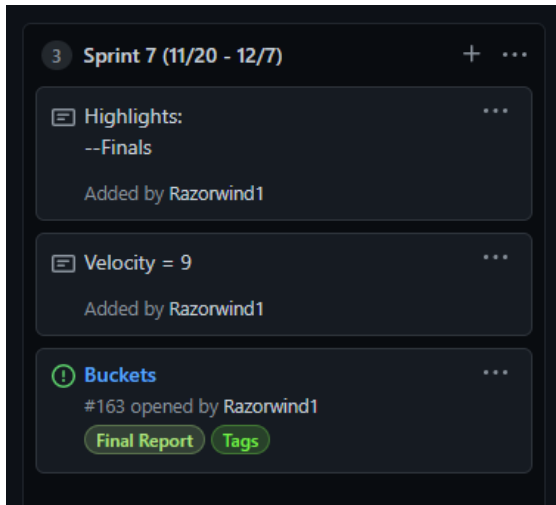 3 Sprint 7 (11/20 - 12/7)
Highlights:
--Finals
Added by Razorwind1
Velocity = 9
Added by Razorwind1
Buckets
#163 opened by Razorwind1
Final Report Tags